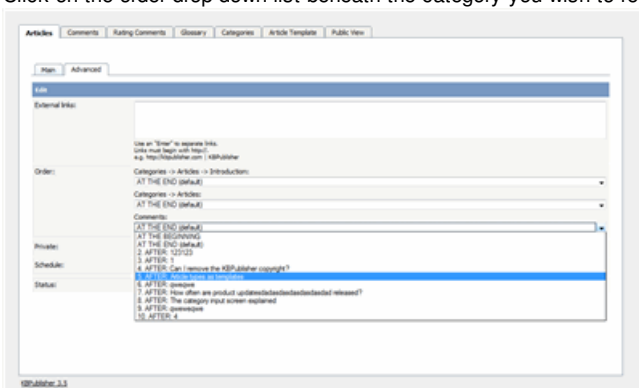 Click on the order drop down list beneath the category you wish to
Articles Comments Rating Comments Glossary Categories Article Template Public View
Main Advanced
Edit
External links:
Use an "Enter" to separate links.
Links must begin with http://.
e.g. http://kbpublisher.com | KBPublisher
Order:
Categories -> Articles -> Introduction:
AT THE END (default)
Categories -> Articles:
AT THE END (default)
Comments:
AT THE END (default)
AT THE BEGINNING
AT THE END (default)
2. AFTER: 123123
3. AFTER: 1
4. AFTER: Can I remove the KBPublisher copyright?
5. AFTER: Article types as templates
6. AFTER: qweqwe
7. AFTER: How often are product released?
8. AFTER: The category input screen explained
9. AFTER: qweweqwe
10. AFTER: 4
Private:
Schedule:
Status:
KBPublisher 3.5